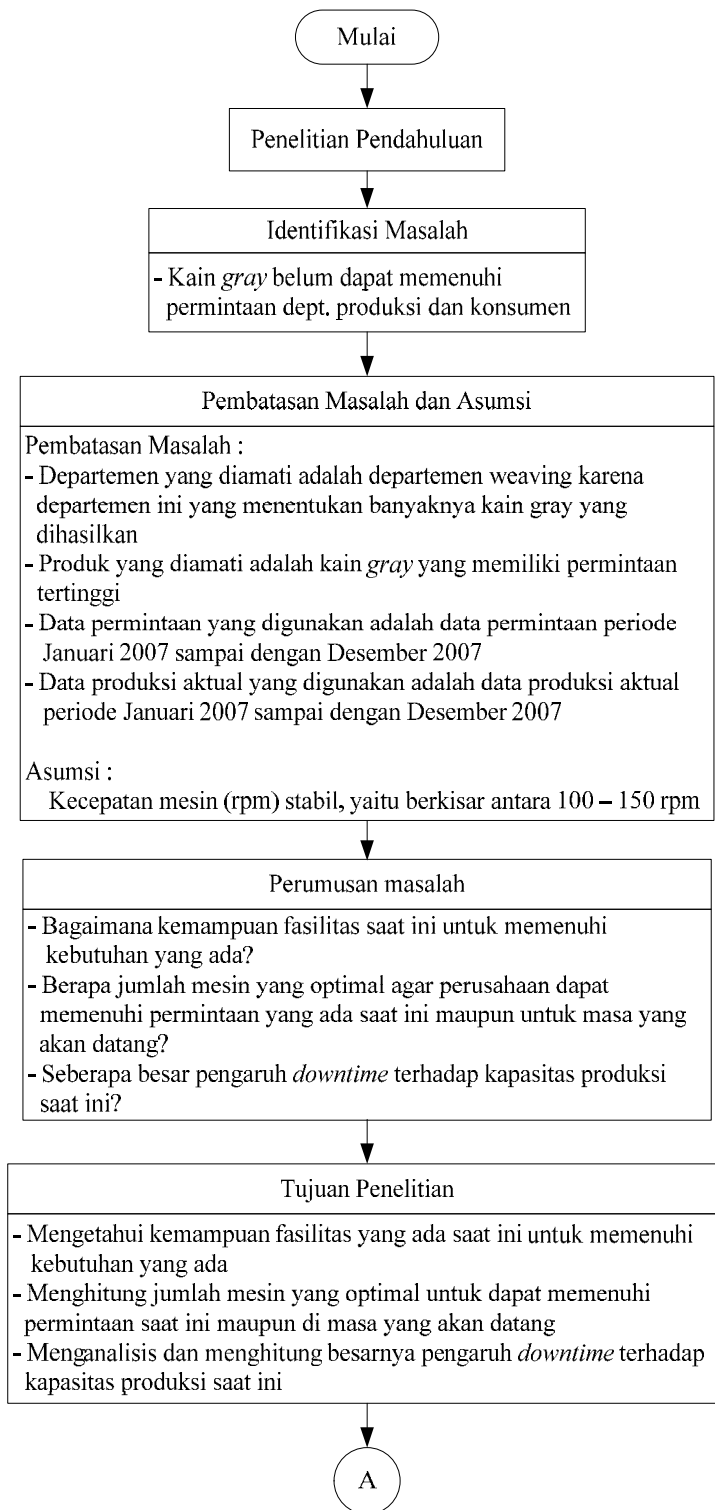 Mulai
Penelitian Pendahuluan
Identifikasi Masalah
- Kain gray belum dapat memenuhi
permintaan dept. produksi dan konsumen
Pembatasan Masalah dan Asumsi
Pembatasan Masalah :
- Departemen yang diamati adalah departemen weaving karena
departemen ini yang menentukan banyaknya kain gray yang
dihasilkan
- Produk yang diamati adalah kain gray yang memiliki permintaan
tertinggi
- Data permintaan yang digunakan adalah data permintaan periode
Januari 2007 sampai dengan Desember 2007
- Data produksi aktual yang digunakan adalah data produksi aktual
periode Januari 2007 sampai dengan Desember 2007
Asumsi :
Kecepatan mesin (rpm) stabil, yaitu berkisar antara 100 – 150 rpm
Perumusan masalah
- Bagaimana kemampuan fasilitas saat ini untuk memenuhi
kebutuhan yang ada?
- Berapa jumlah mesin yang optimal agar perusahaan dapat
memenuhi permintaan yang ada saat ini maupun untuk masa yang
akan datang?
- Seberapa besar pengaruh downtime terhadap kapasitas produksi
saat ini?
Tujuan Penelitian
- Mengetahui kemampuan fasilitas yang ada saat ini untuk memenuhi
kebutuhan yang ada
- Menghitung jumlah mesin yang optimal untuk dapat memenuhi
permintaan saat ini maupun di masa yang akan datang
- Menganalisis dan menghitung besarnya pengaruh downtime terhadap
kapasitas produksi saat ini
A